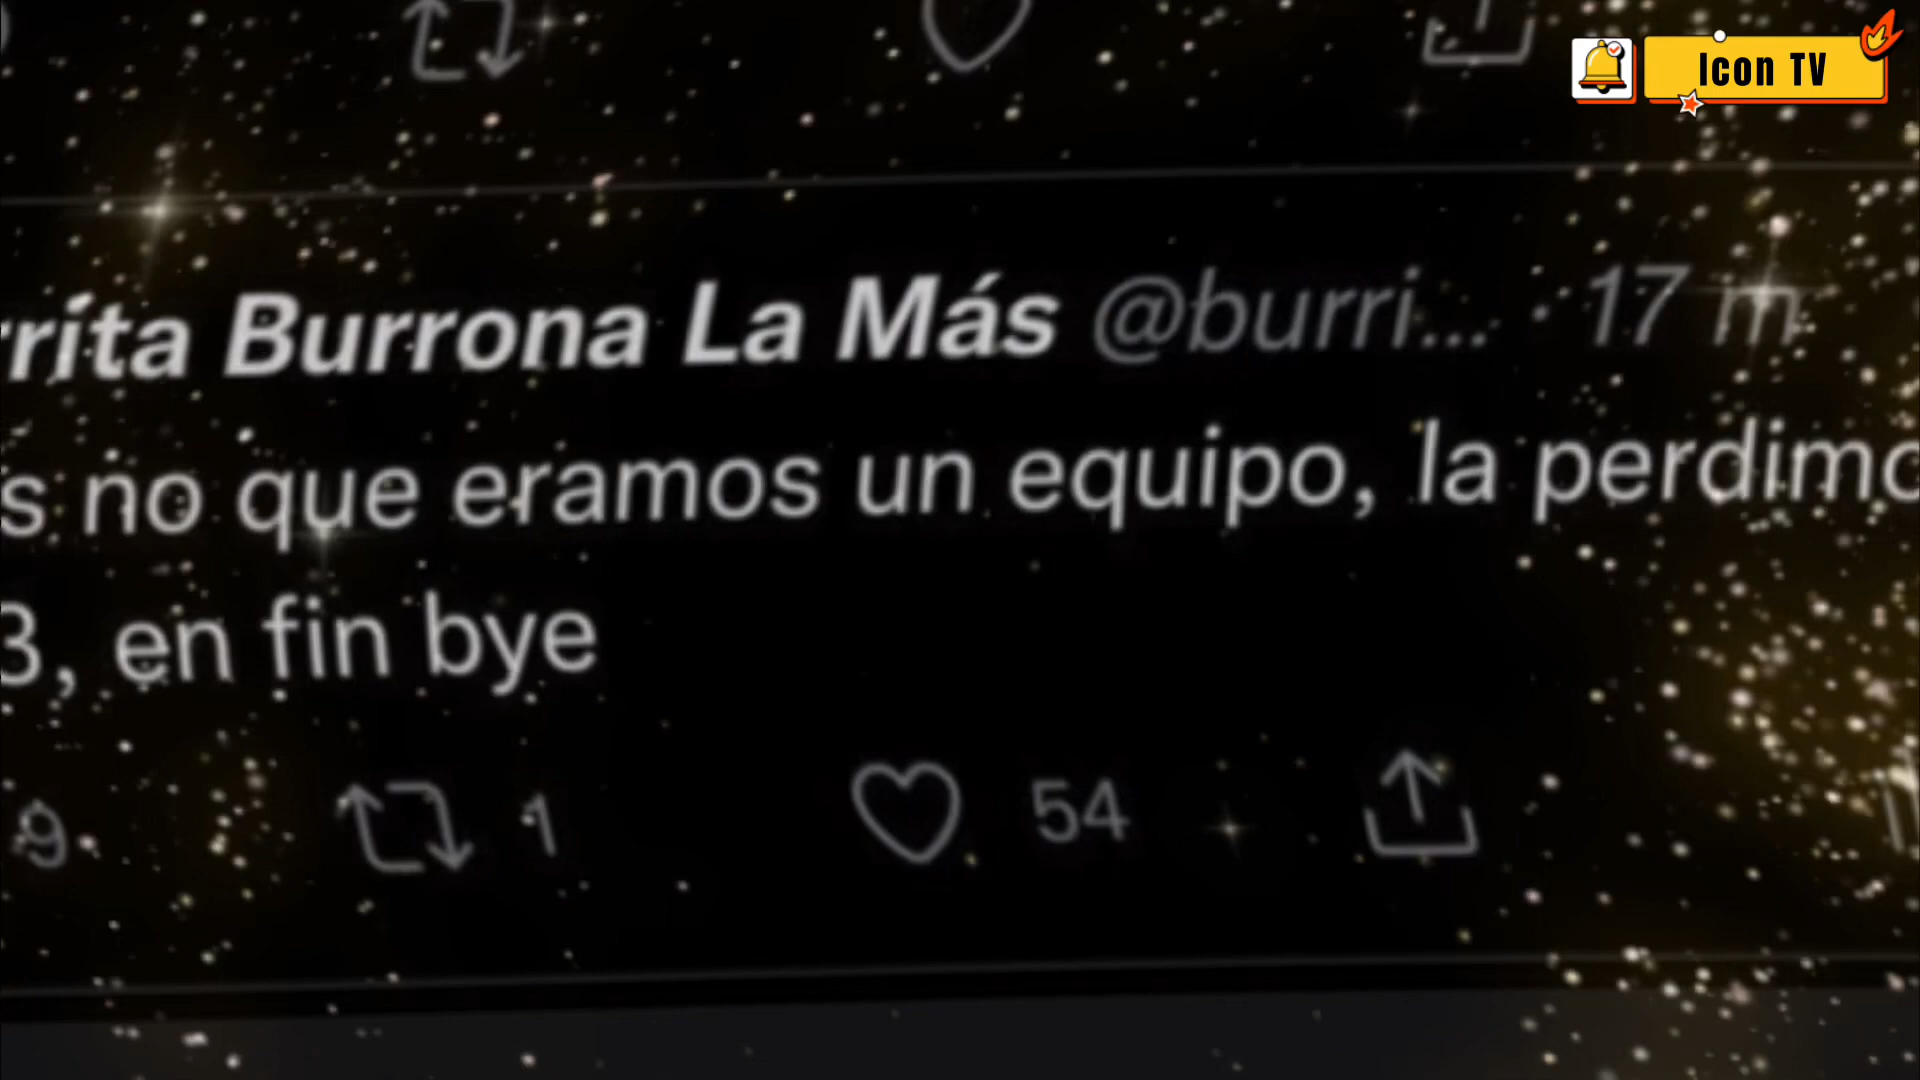 Icon TV
rrita Burrona La Más @burri... · 17 m
s no que eramos un equipo, la perdimo
3, en fin bye
9 1 54